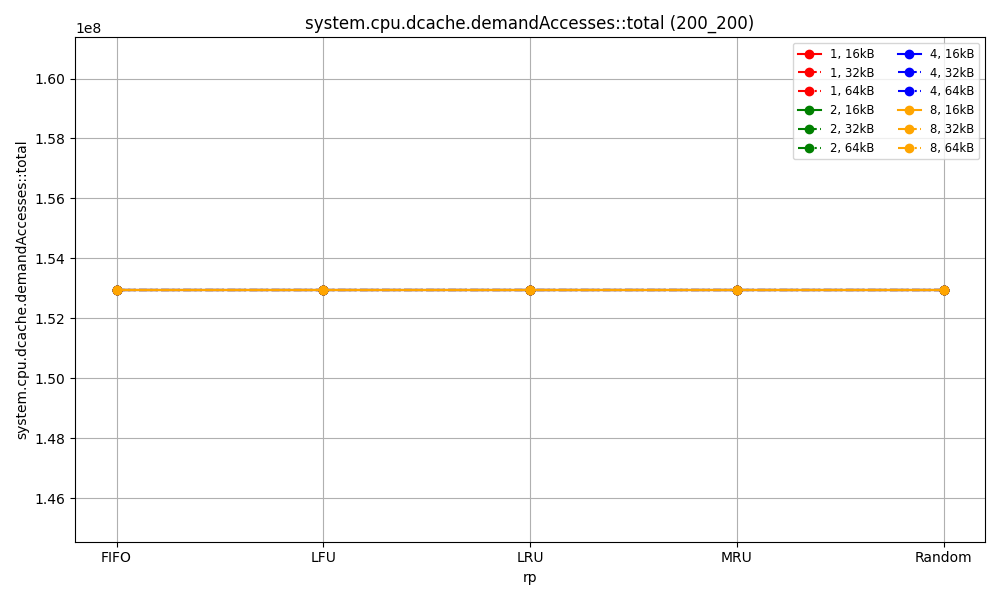 system.cpu.dcache.demandAccesses::total (200_200)
1e8
1.60
1.58
1.56
1.54
1.52
1.50
1.48
1.46
system.cpu.dcache.demandAccesses::total
1, 16kB
1, 32kB
1, 64kB
2, 16kB
2, 32kB
2, 64kB
4, 16kB
4, 32kB
4, 64kB
8, 16kB
8, 32kB
8, 64kB
FIFO LFU LRU MRU Random
rp